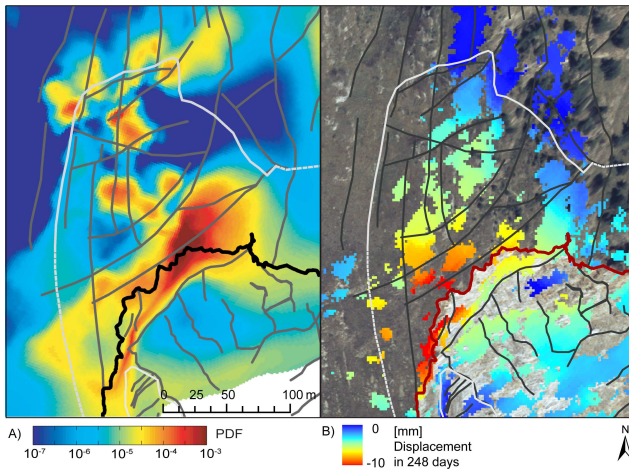 0 25 50 100 m
A)
PDF
10-7 10-6 10-5 10-4 10-3
B)
0 [mm]
Displacement
-10 in 248 days
N